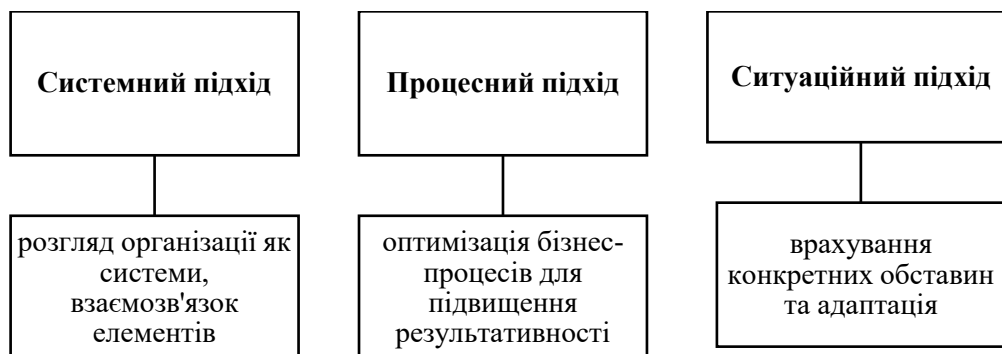 Системний підхід
Процесний підхід
Ситуаційний підхід
розгляд організації як
системи,
взаємозв'язок
елементів
оптимізація бізнес-
процесів для
підвищення
результативності
врахування
конкретних обставин
та адаптація